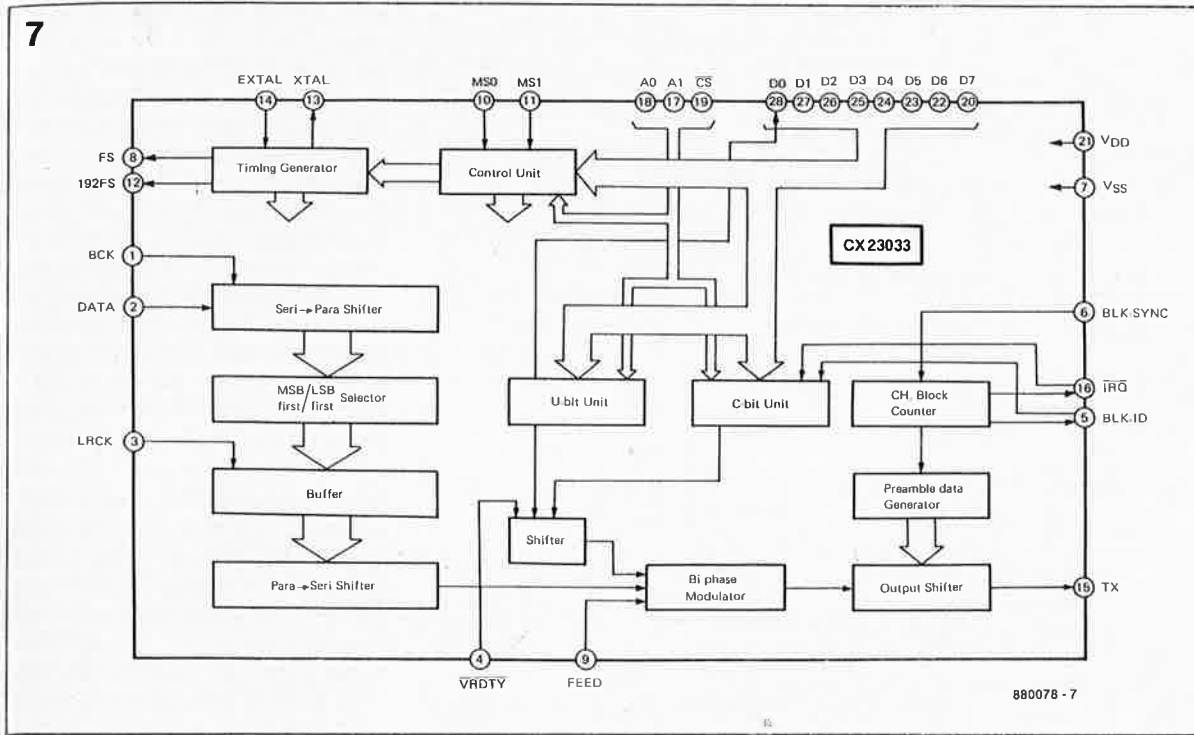 7
EXTAL XTAL MS0 MS1 A0 A1 CS D0 D1 D2 D3 D4 D5 D6 D7
14 13 10 11 18 17 19 28 27 26 25 24 23 22 20
FS 8
192FS 12
Timing Generator
Control Unit
21 VDD
7 VSS
CX23033
BCK 1
DATA 2
Seri→Para Shifter
6 BLK SYNC
MSB/LSB Selector
first/first
U-bit Unit
C-bit Unit
CH, Block
Counter
16 IRQ
5 BLK-ID
LRCK 3
Buffer
Preamble data
Generator
Shifter
Para→Seri Shifter
Bi phase
Modulator
Output Shifter
15 TX
4 9
VRDTY FEED
880078 - 7